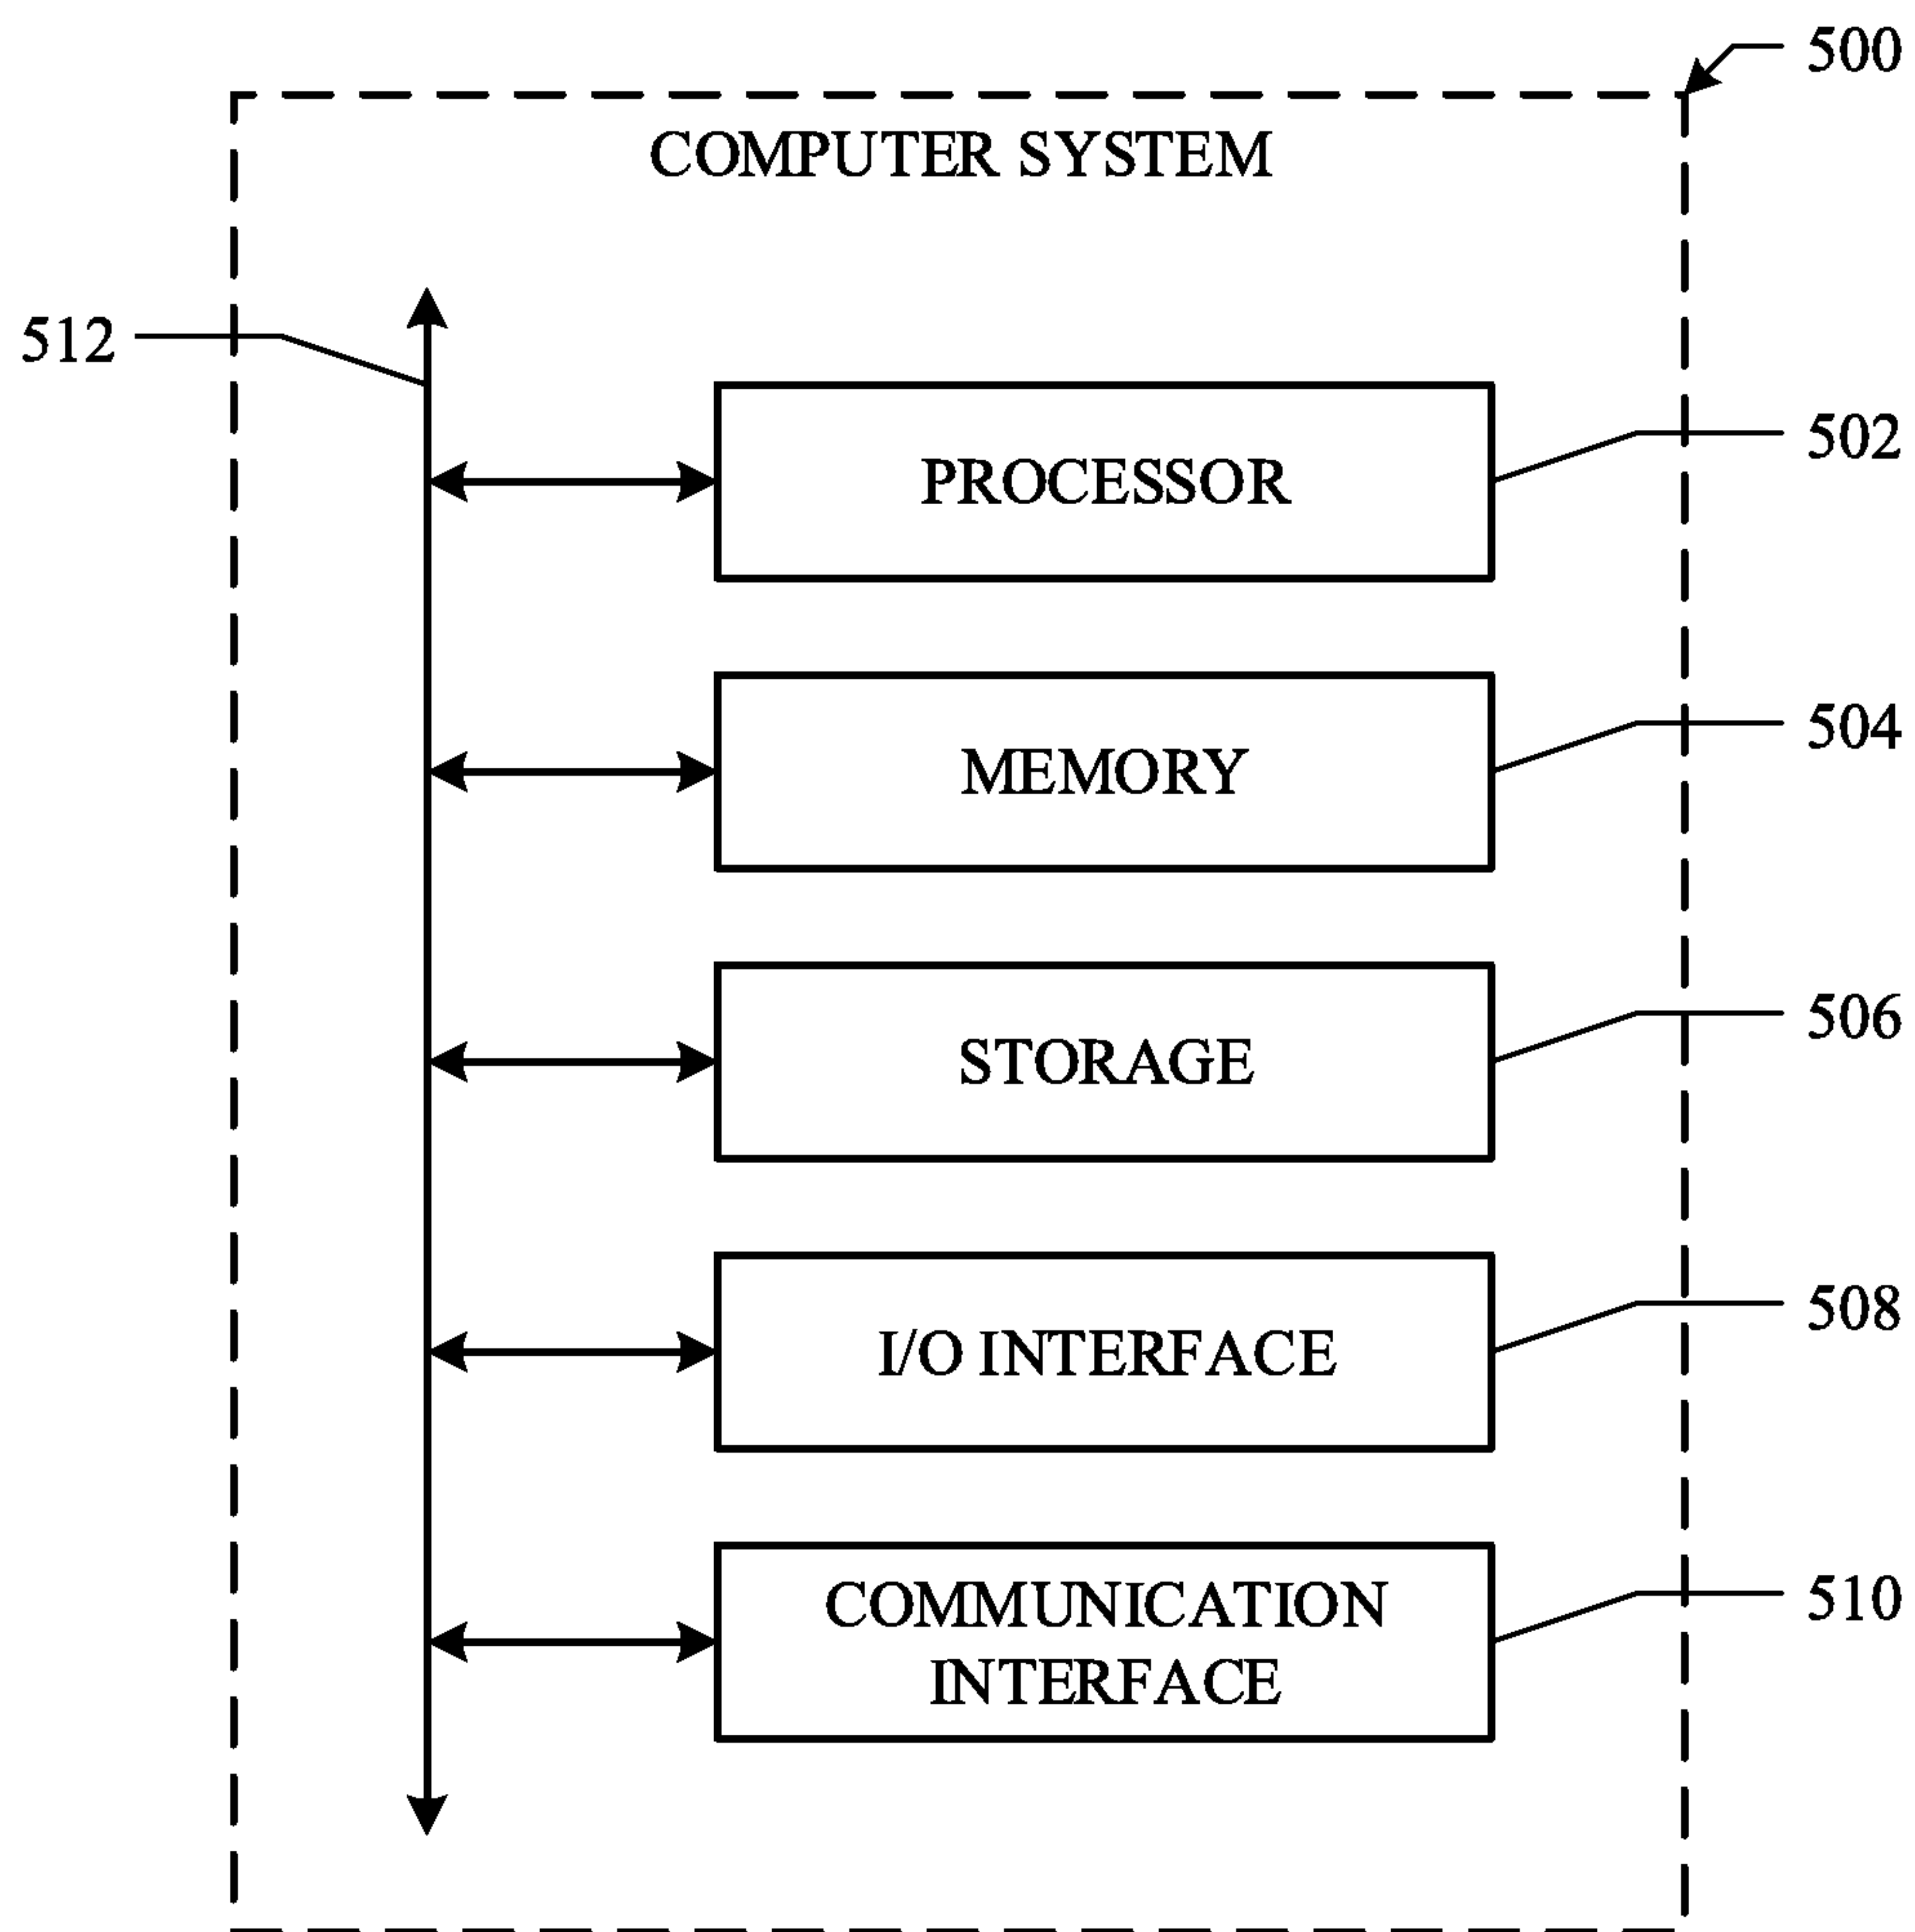 500
COMPUTER SYSTEM
512
502
PROCESSOR
504
MEMORY
506
STORAGE
508
I/O INTERFACE
510
COMMUNICATION
INTERFACE